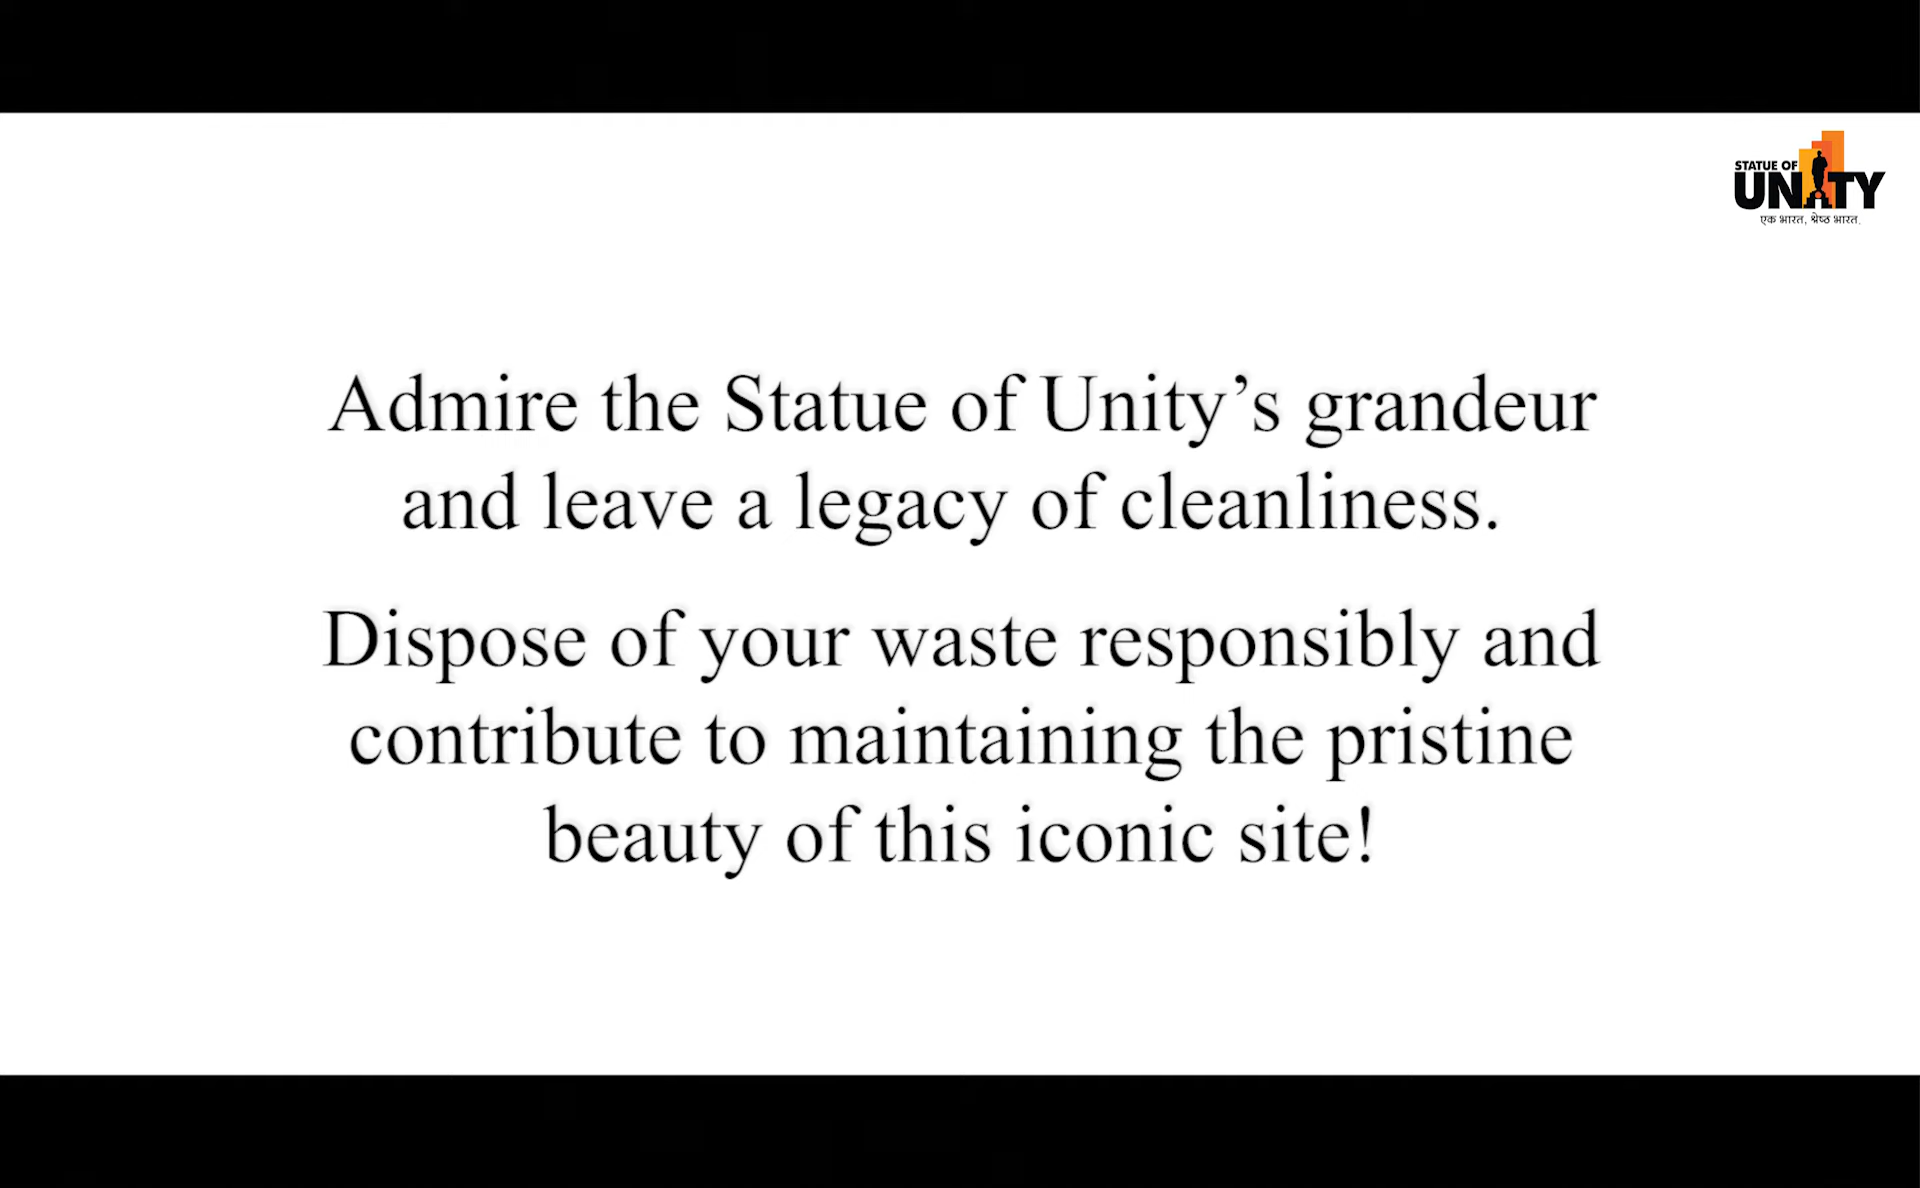 STATUE OF
UNITY
एक भारत, श्रेष्ठ भारत.
Admire the Statue of Unity’s grandeur
and leave a legacy of cleanliness.
Dispose of your waste responsibly and
contribute to maintaining the pristine
beauty of this iconic site!